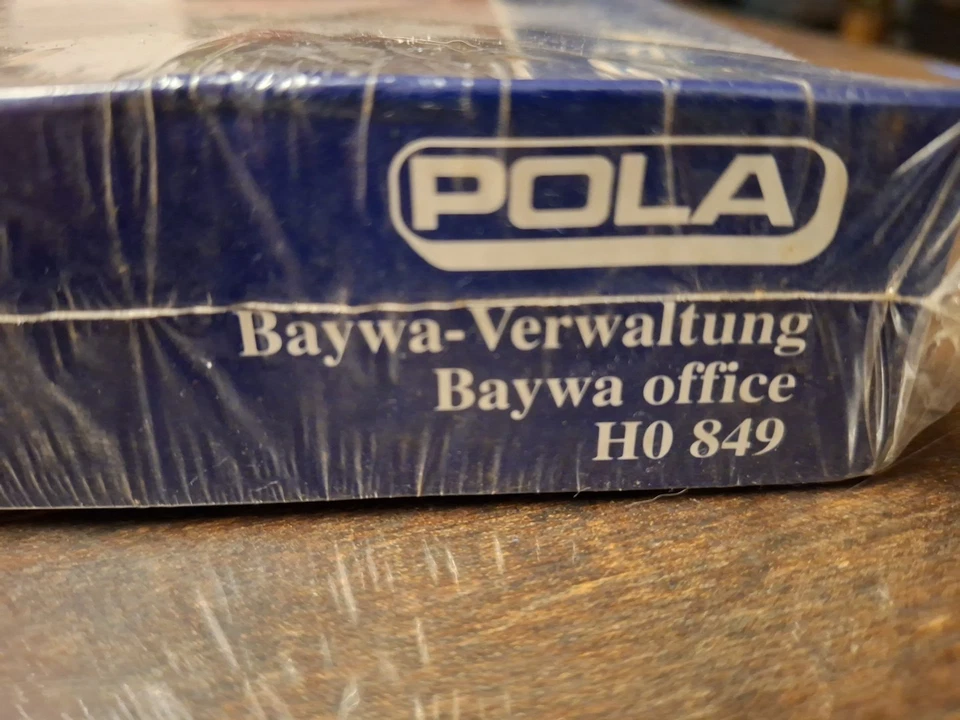 POLA
Baywa-Verwaltung
Baywa office
H0 849